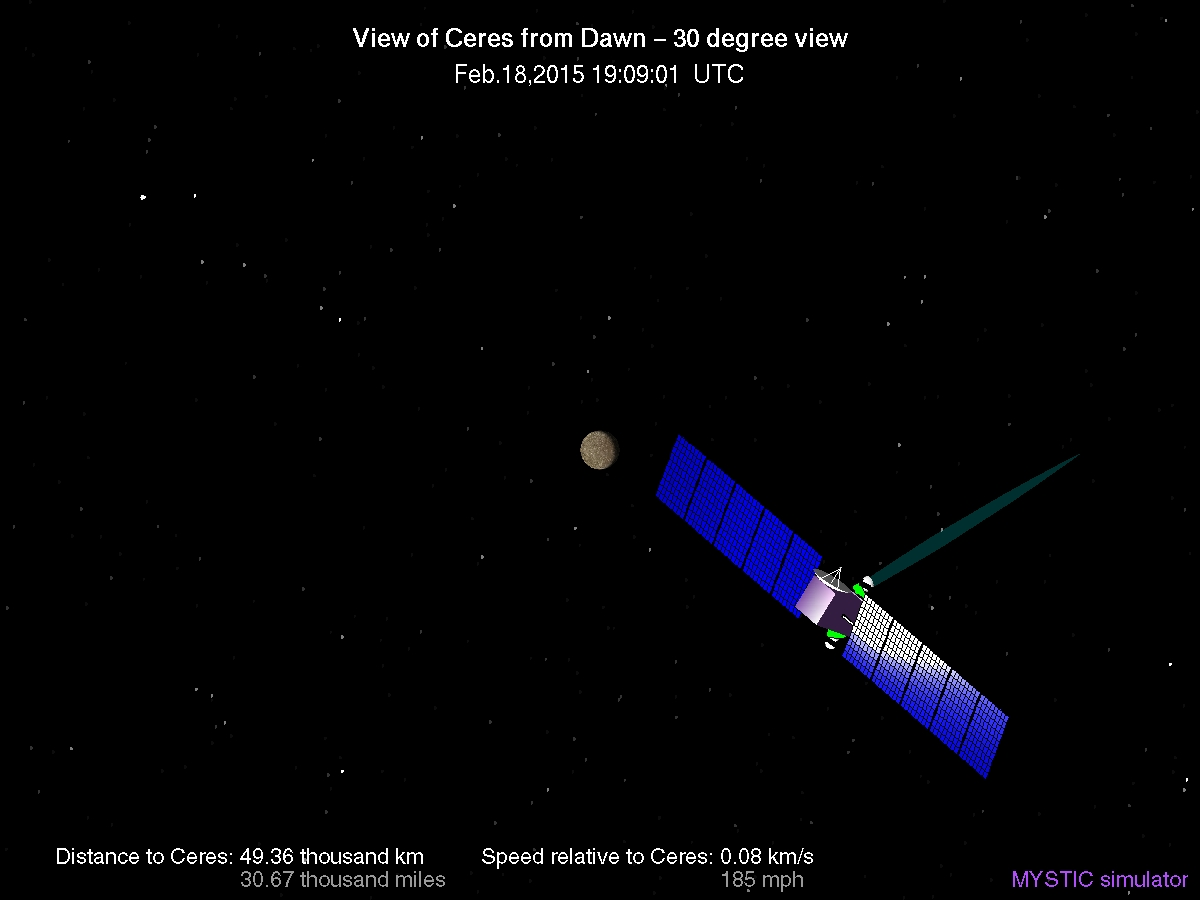 View of Ceres from Dawn – 30 degree view
Feb.18,2015 19:09:01 UTC
Distance to Ceres: 49.36 thousand km
30.67 thousand miles
Speed relative to Ceres: 0.08 km/s
185 mph
MYSTIC simulator